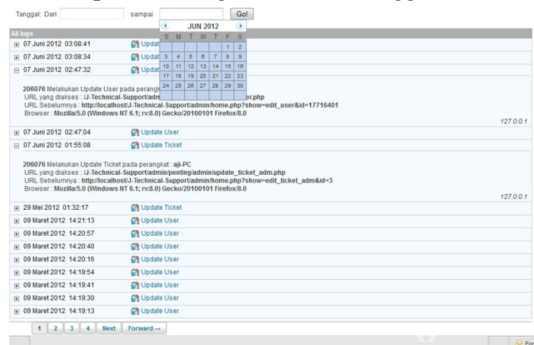 Tanggal: Dari sampai Go!
JUN 2012
S M T W T F S
1 2
3 4 5 6 7 8 9
10 11 12 13 14 15 16
17 18 19 20 21 22 23
24 25 26 27 28 29 30
All logs
07 Juni 2012 03:08:41 Updat
07 Juni 2012 03:08:34 Updat
07 Juni 2012 02:47:32 Updat
206076 Melakukan Update User pada perangk
URL yang diakses : /J-Technical-Support/adm er.php
URL Sebelumnya : http://localhost/J-Technical-Support/admin/home.php?show=edit_user&id=17716401
Browser : Mozilla/5.0 (Windows NT 6.1; rv:8.0) Gecko/20100101 Firefox/8.0
127.0.0.1
07 Juni 2012 02:47:04 Update User
07 Juni 2012 01:55:08 Update Ticket
206076 Melakukan Update Ticket pada perangkat : aji-PC
URL yang diakses : /J-Technical-Support/admin/penting/admin/update_ticket_adm.php
URL Sebelumnya : http://localhost/J-Technical-Support/admin/home.php?show=edit_ticket_adm&id=3
Browser : Mozilla/5.0 (Windows NT 6.1; rv:8.0) Gecko/20100101 Firefox/8.0
127.0.0.1
29 Mei 2012 01:32:17 Update Ticket
09 Maret 2012 14:21:13 Update User
09 Maret 2012 14:20:57 Update User
09 Maret 2012 14:20:40 Update User
09 Maret 2012 14:20:16 Update User
09 Maret 2012 14:19:54 Update User
09 Maret 2012 14:19:41 Update User
09 Maret 2012 14:19:30 Update User
09 Maret 2012 14:19:13 Update User
1 2 3 4 Next Forward →